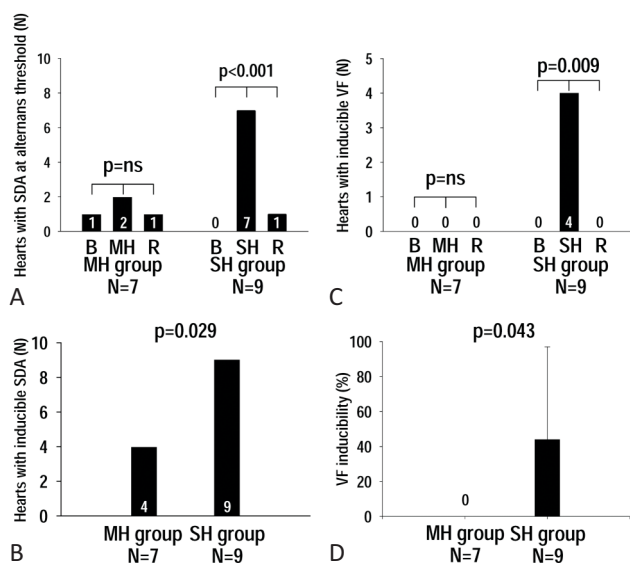 Hearts with SDA at alternans threshold (N)
10
8
6
4
2
0
p<0.001
p=ns
1 2 1 0 7 1
B MH R B SH R
MH group SH group
N=7 N=9
A
Hearts with inducible VF (N)
5
4
3
2
1
0
p=0.009
p=ns
0 0 0 0 4 0
B MH R B SH R
MH group SH group
N=7 N=9
C
Hearts with inducible SDA (N)
10
8
6
4
2
0
p=0.029
4 9
MH group SH group
N=7 N=9
B
VF inducibility (%)
100
80
60
40
20
0
p=0.043
0
MH group SH group
N=7 N=9
D